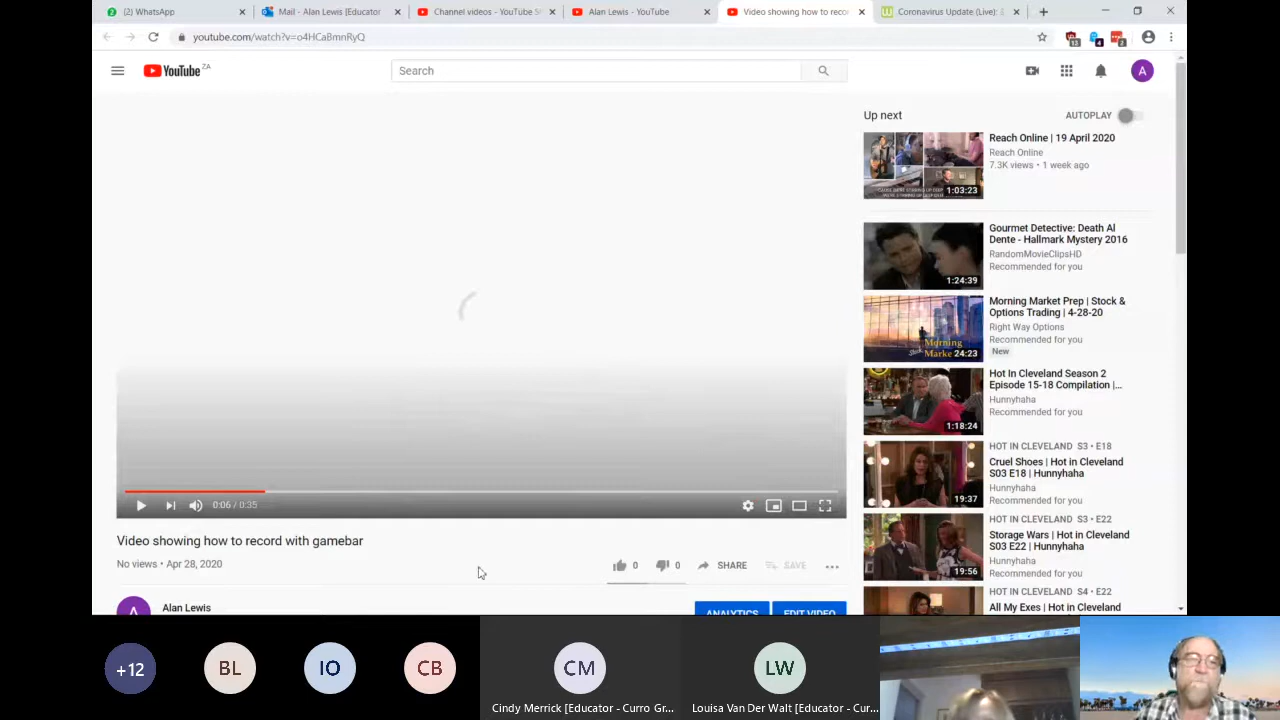 (2) WhatsApp
Mail - Alan Lewis [Educator
Channel videos - YouTube S
Alan Lewis - YouTube
Video showing how to reco
Coronavirus Update (Live):
youtube.com/watch?v=o4HCaBmnRyQ
YouTube ZA
Search
A
Up next
AUTOPLAY
Reach Online | 19 April 2020
Reach Online
7.3K views • 1 week ago
1:03:23
Gourmet Detective: Death Al
Dente - Hallmark Mystery 2016
RandomMovieClipsHD
Recommended for you
1:24:39
Morning Market Prep | Stock &
Options Trading | 4-28-20
Right Way Options
Recommended for you
New
Morning
Marke 24:23
Hot In Cleveland Season 2
Episode 15-18 Compilation |...
Hunnyhaha
Recommended for you
1:18:24
HOT IN CLEVELAND S3 • E18
Cruel Shoes | Hot in Cleveland
S03 E18 | Hunnyhaha
Hunnyhaha
Recommended for you
19:37
HOT IN CLEVELAND S3 • E22
Storage Wars | Hot in Cleveland
S03 E22 | Hunnyhaha
Hunnyhaha
Recommended for you
19:56
HOT IN CLEVELAND S4 • E22
All My Exes | Hot in Cleveland
0:06 / 0:35
Video showing how to record with gamebar
No views • Apr 28, 2020
0
0
SHARE
SAVE
Alan Lewis
ANALYTICS
EDIT VIDEO
+12
BL
IO
CB
CM
LW
Cindy Merrick [Educator - Curro Gr...
Louisa Van Der Walt [Educator - Cur...